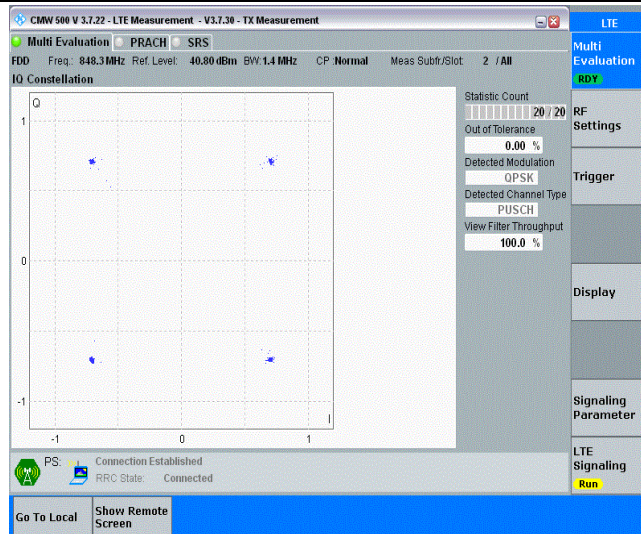 CMW 500 V 3.7.22 - LTE Measurement - V3.7.30 - TX Measurement
LTE
Multi Evaluation PRACH SRS
Multi Evaluation
RDY
FDD Freq.: 848.3 MHz Ref. Level: 40.80 dBm BW: 1.4 MHz CP :Normal Meas Subfr/Slot: 2 / All
IQ Constellation
Q
1
0
-1
I
-1 0 1
Statistic Count
20 / 20
Out of Tolerance
0.00 %
Detected Modulation
QPSK
Detected Channel Type
PUSCH
View Filter Throughput
100.0 %
RF
Settings
Trigger
Display
Signaling
Parameter
LTE
Signaling
Run
PS: Connection Established
RRC State: Connected
Go To Local
Show Remote
Screen